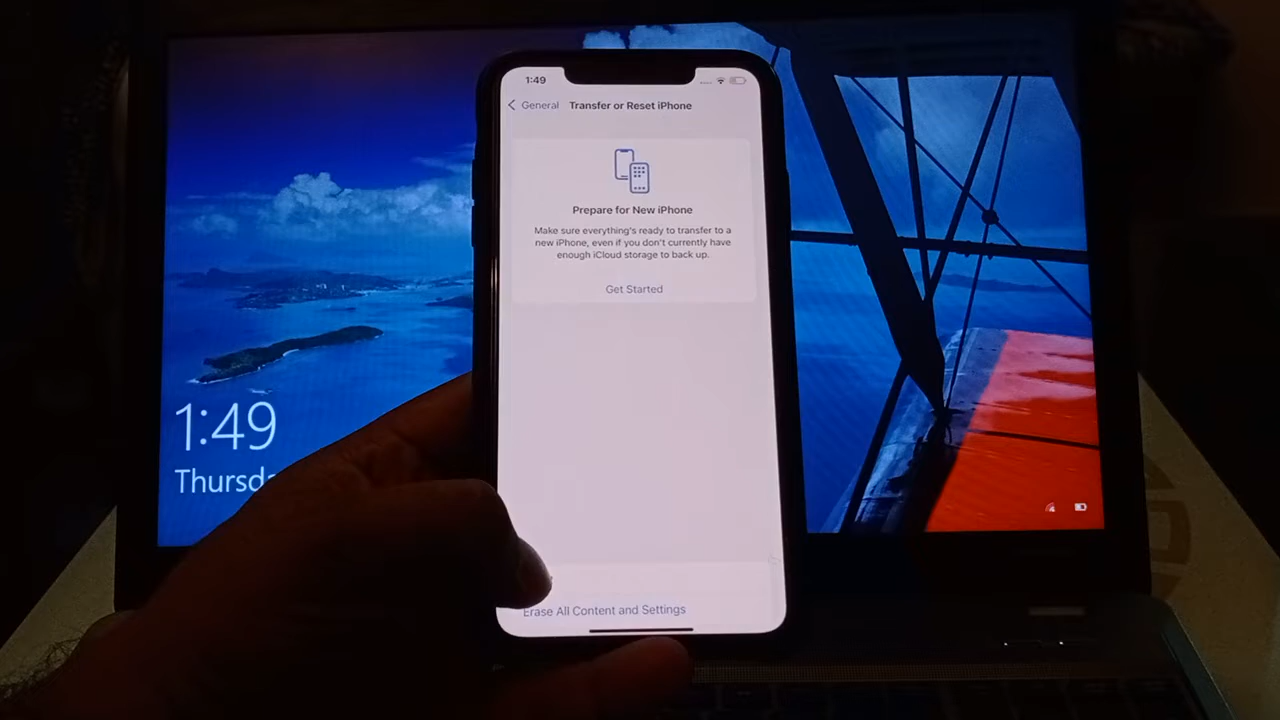 1:49
General Transfer or Reset iPhone
Prepare for New iPhone
Make sure everything's ready to transfer to a
new iPhone, even if you don't currently have
enough iCloud storage to back up.
Get Started
Erase All Content and Settings
1:49